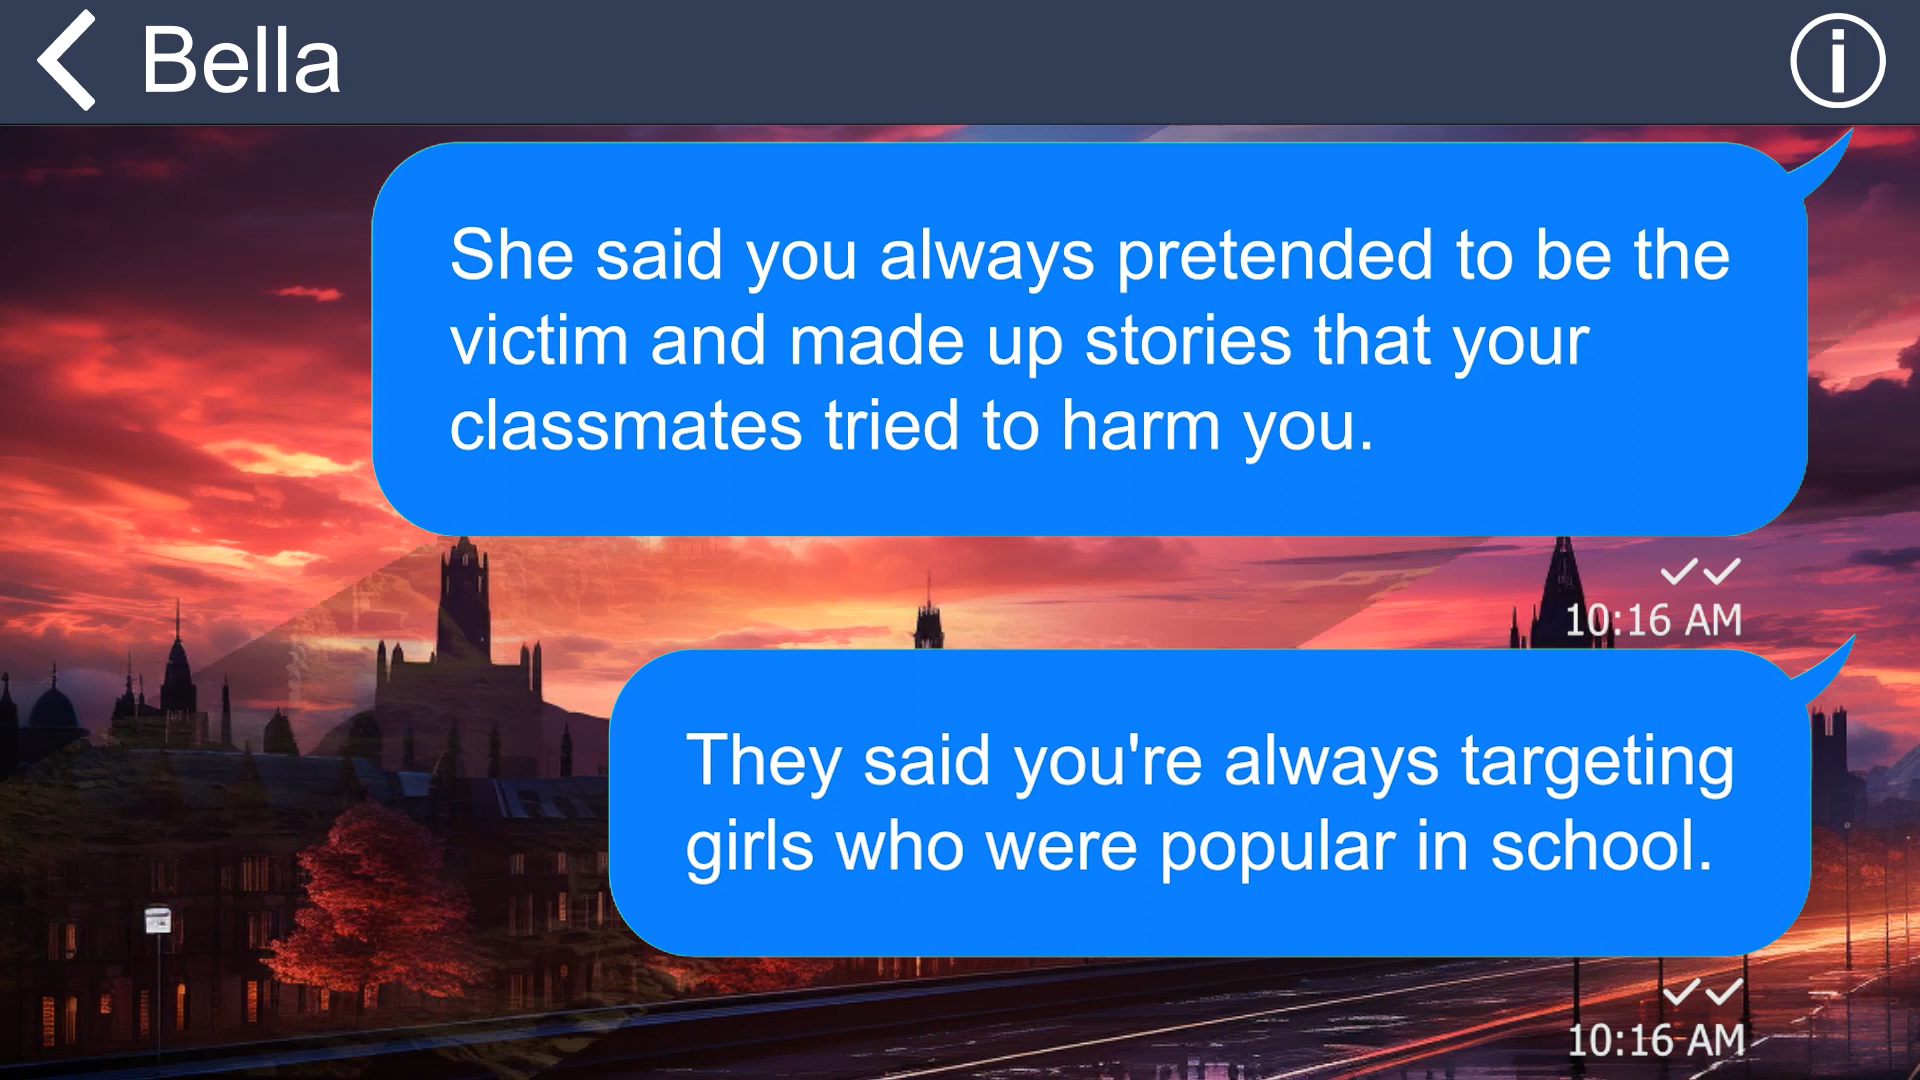 Bella
She said you always pretended to be the
victim and made up stories that your
classmates tried to harm you.
10:16 AM
They said you're always targeting
girls who were popular in school.
10:16 AM